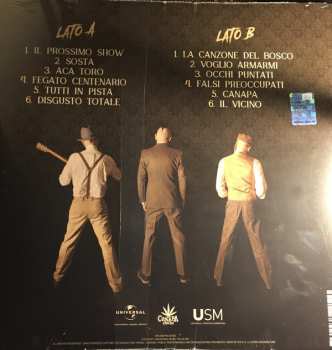 LATO A
1. IL PROSSIMO SHOW
2 SOSTA
3. ACA TORO
4. FEGATO CENTENARIO
5. TUTTI IN PISTA
6. DISGUSTO TOTALE
LATO B
1. LA CANZONE DEL BOSCO
2. VOGLIO ARMARMI
3. OCCHI PUNTATI
4. FALSI PREOCCUPATI
5. CANAPA
6. IL VICINO
UNIVERSAL
CANAPA
USM